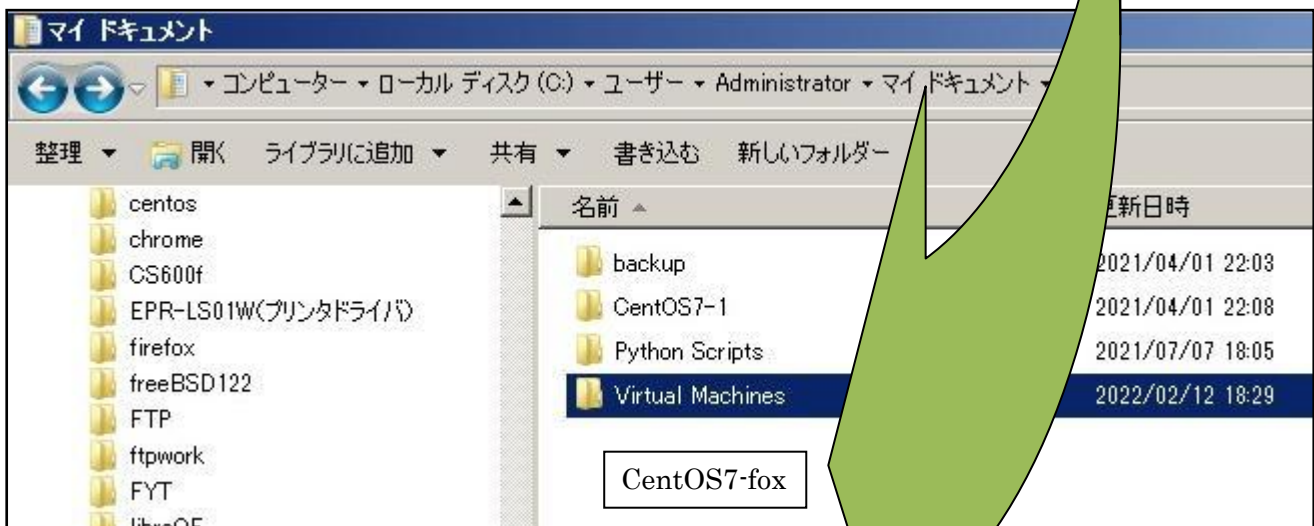 マイ ドキュメント
コンピューター ローカル ディスク (C:) ユーザー Administrator マイ ドキュメント
整理 開く ライブラリに追加 共有 書き込む 新しいフォルダー
centos
chrome
CS600f
EPR-LS01W(プリンタドライバ)
firefox
freeBSD122
FTP
ftpwork
FYT
名前 更新日時
backup 2021/04/01 22:03
CentOS7-1 2021/04/01 22:08
Python Scripts 2021/07/07 18:05
Virtual Machines 2022/02/12 18:29
CentOS7-fox